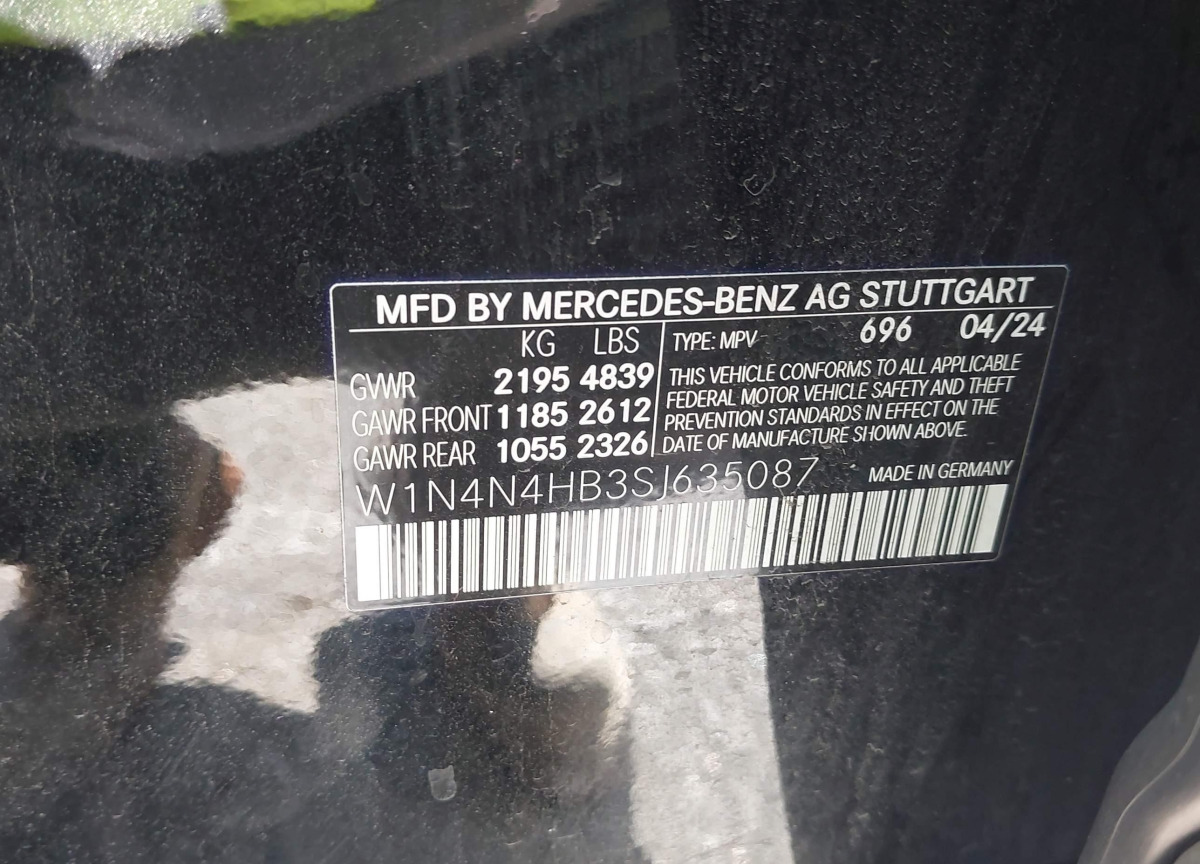 MFD BY MERCEDES-BENZ AG STUTTGART
KG LBS
GVWR 2195 4839
GAWR FRONT 1185 2612
GAWR REAR 1055 2326
TYPE: MPV 696 04/24
THIS VEHICLE CONFORMS TO ALL APPLICABLE
FEDERAL MOTOR VEHICLE SAFETY AND THEFT
PREVENTION STANDARDS IN EFFECT ON THE
DATE OF MANUFACTURE SHOWN ABOVE.
W1N4N4HB3SJ635087 MADE IN GERMANY